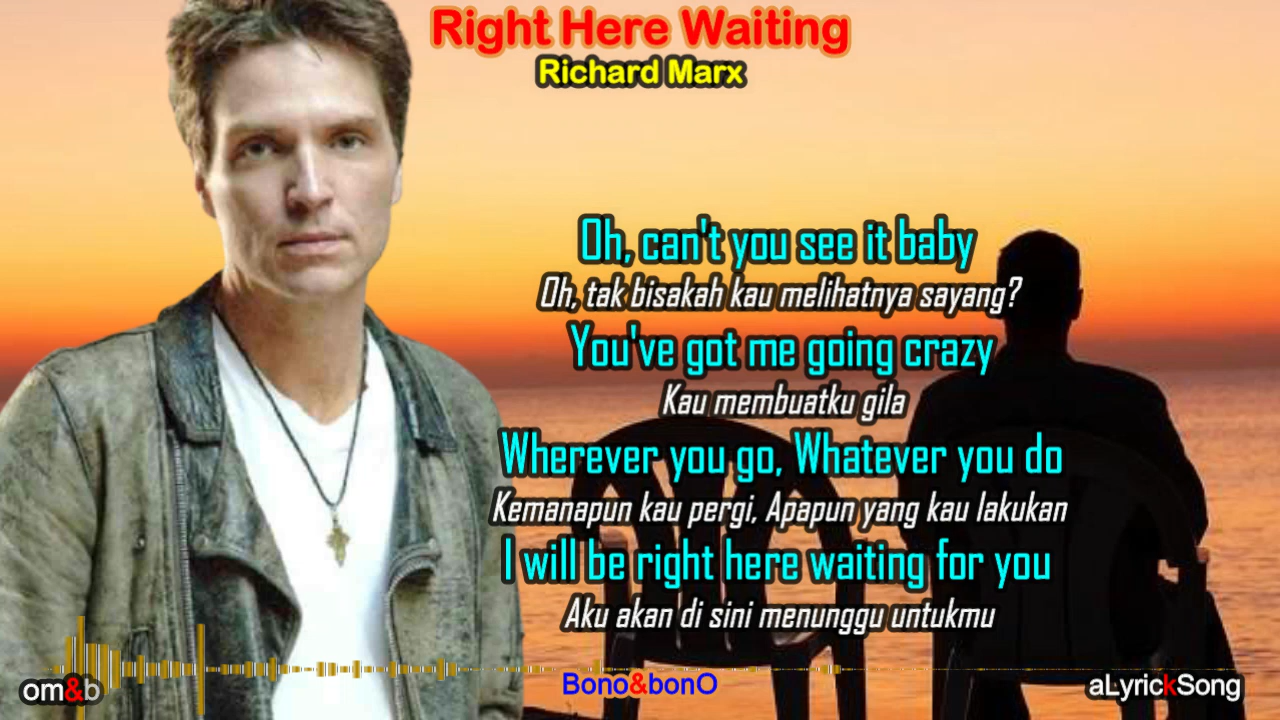 Right Here Waiting
Richard Marx
Oh, can't you see it baby
Oh, tak bisakah kau melihatnya sayang?
You've got me going crazy
Kau membuatku gila
Wherever you go, Whatever you do
Kemanapun kau pergi, Apapun yang kau lakukan
I will be right here waiting for you
Aku akan di sini menunggu untukmu
om&b
Bono&bonO
aLyrickSong